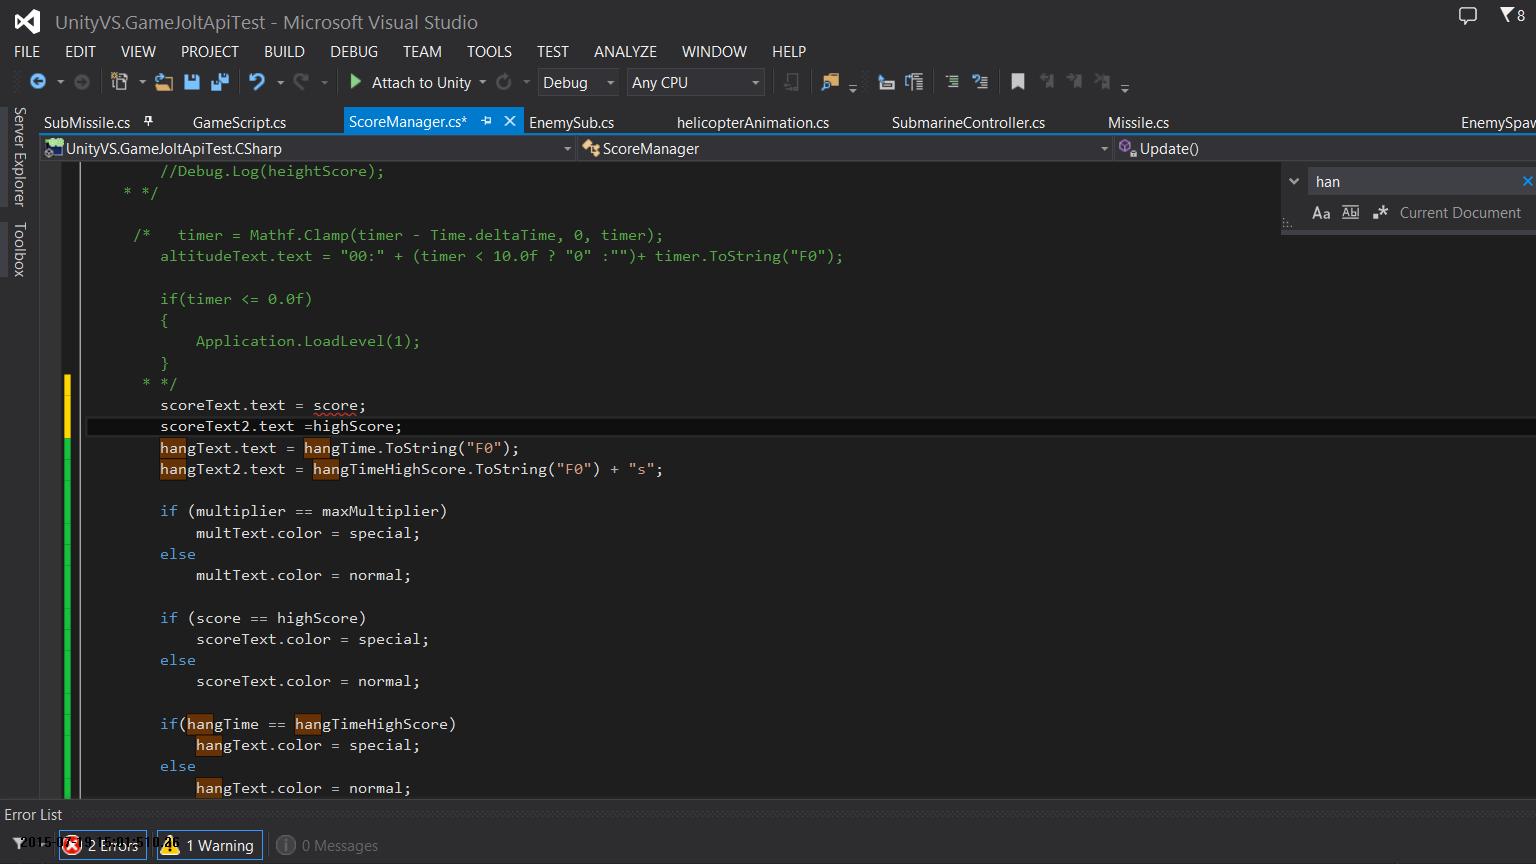 UnityVS.GameJoltApiTest - Microsoft Visual Studio
8
FILE EDIT VIEW PROJECT BUILD DEBUG TEAM TOOLS TEST ANALYZE WINDOW HELP
Attach to Unity Debug Any CPU
Server Explorer
Toolbox
SubMissile.cs GameScript.cs ScoreManager.cs* EnemySub.cs helicopterAnimation.cs SubmarineController.cs Missile.cs EnemySpaw
UnityVS.GameJoltApiTest.CSharp ScoreManager Update()
han
Aa Abl .* Current Document
//Debug.Log(heightScore);
* */
/* timer = Mathf.Clamp(timer - Time.deltaTime, 0, timer);
altitudeText.text = "00:" + (timer < 10.0f ? "0" :"")+ timer.ToString("F0");
if(timer <= 0.0f)
{
Application.LoadLevel(1);
}
* */
scoreText.text = score;
scoreText2.text =highScore;
hangText.text = hangTime.ToString("F0");
hangText2.text = hangTimeHighScore.ToString("F0") + "s";
if (multiplier == maxMultiplier)
multText.color = special;
else
multText.color = normal;
if (score == highScore)
scoreText.color = special;
else
scoreText.color = normal;
if(hangTime == hangTimeHighScore)
hangText.color = special;
else
hangText.color = normal;
Error List
2 Errors 1 Warning 0 Messages